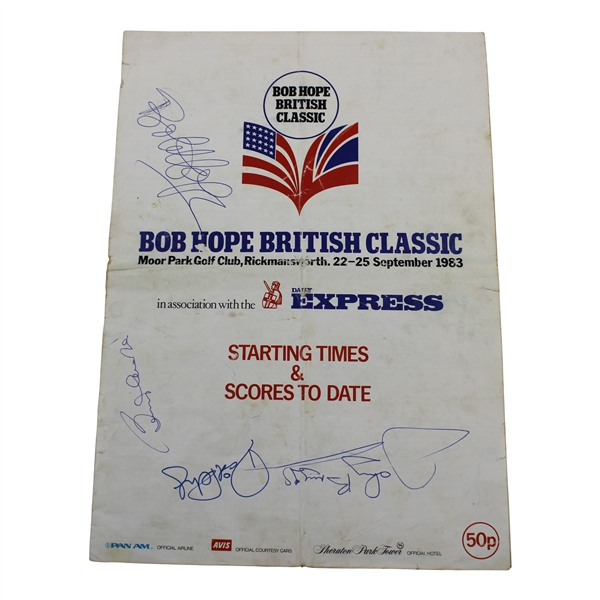 BOB HOPE
BRITISH
CLASSIC
BOB HOPE BRITISH CLASSIC
Moor Park Golf Club, Rickmansworth. 22–25 September 1983
in association with the DAILY EXPRESS
STARTING TIMES
&
SCORES TO DATE
PAN AM OFFICIAL AIRLINE
AVIS OFFICIAL COURTESY CARS
Sheraton Park Tower OFFICIAL HOTEL
50p